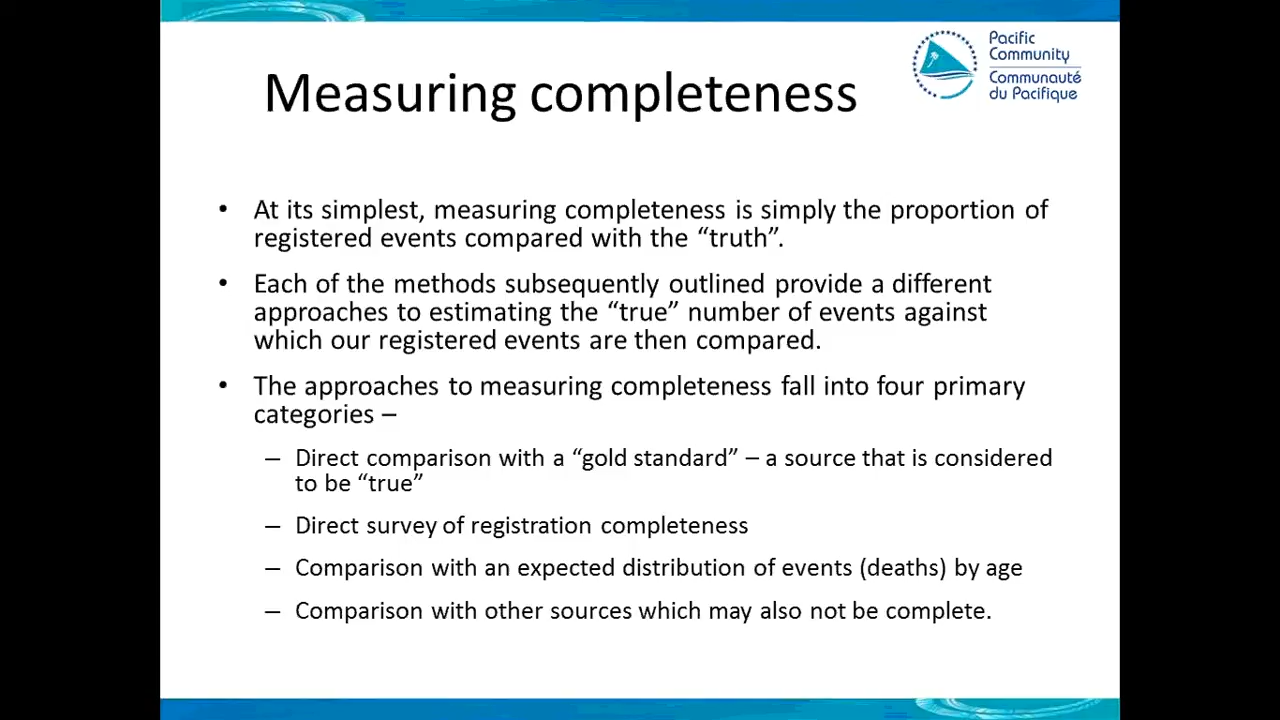 Pacific
Community
Communauté
du Pacifique
Measuring completeness
• At its simplest, measuring completeness is simply the proportion of
registered events compared with the “truth”.
• Each of the methods subsequently outlined provide a different
approaches to estimating the “true” number of events against
which our registered events are then compared.
• The approaches to measuring completeness fall into four primary
categories –
– Direct comparison with a “gold standard” – a source that is considered
to be “true”
– Direct survey of registration completeness
– Comparison with an expected distribution of events (deaths) by age
– Comparison with other sources which may also not be complete.